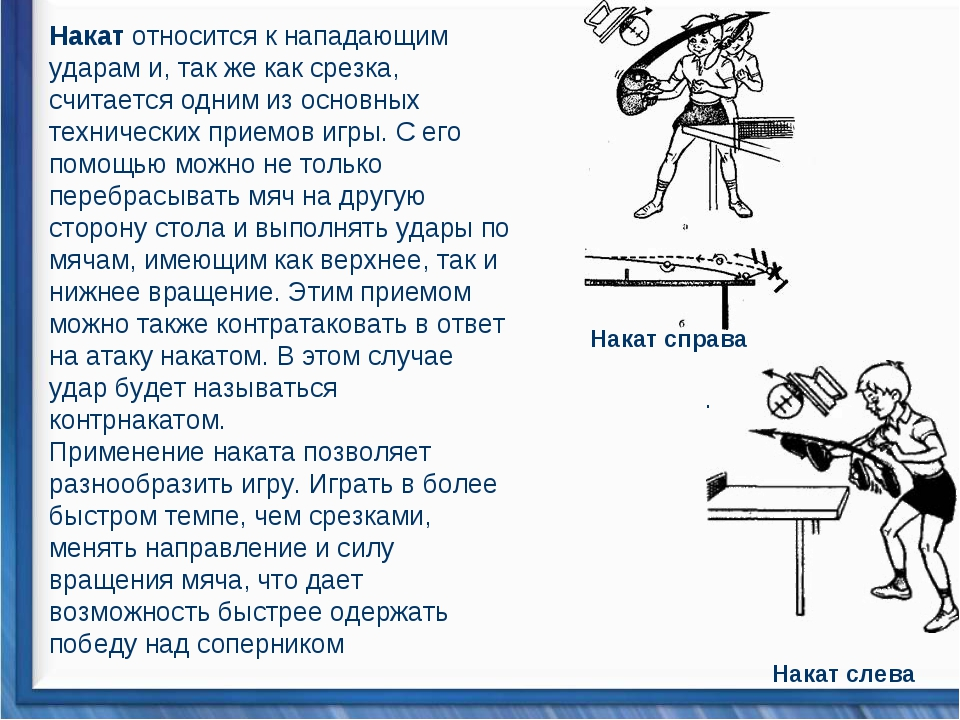 Накат относится к нападающим
ударам и, так же как срезка,
считается одним из основных
технических приемов игры. С его
помощью можно не только
перебрасывать мяч на другую
сторону стола и выполнять удары по
мячам, имеющим как верхнее, так и
нижнее вращение. Этим приемом
можно также контратаковать в ответ
на атаку накатом. В этом случае
удар будет называться
контрнакатом.
Применение наката позволяет
разнообразить игру. Играть в более
быстром темпе, чем срезками,
менять направление и силу
вращения мяча, что дает
возможность быстрее одержать
победу над соперником
а
б
Накат справа
.
Накат слева